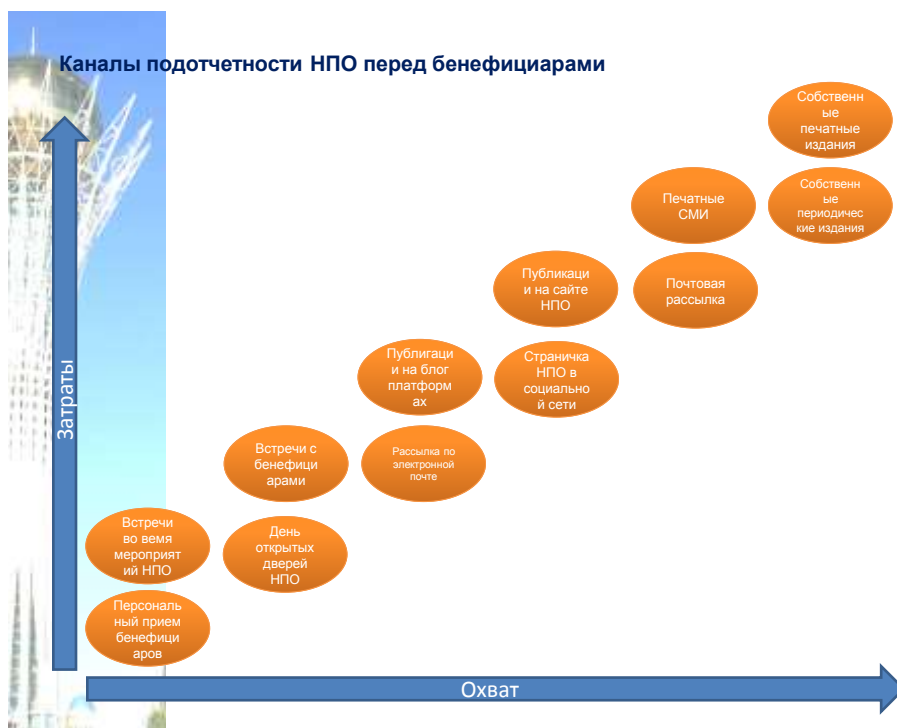 Каналы подотчетности НПО перед бенефициарами
Собственн
ые
печатные
издания
Печатные
СМИ
Собственн
ые
периодичес
кие издания
Публикаци
и на сайте
НПО
Почтовая
рассылка
Публигаци
и на блог
платформ
ах
Страничка
НПО в
социально
й сети
Затраты
Встречи с
бенефици
арами
Рассылка по
электронной
почте
Встречи
во вемя
мероприят
ий НПО
День
открытых
дверей
НПО
Персональ
ный прием
бенефици
аров
Охват